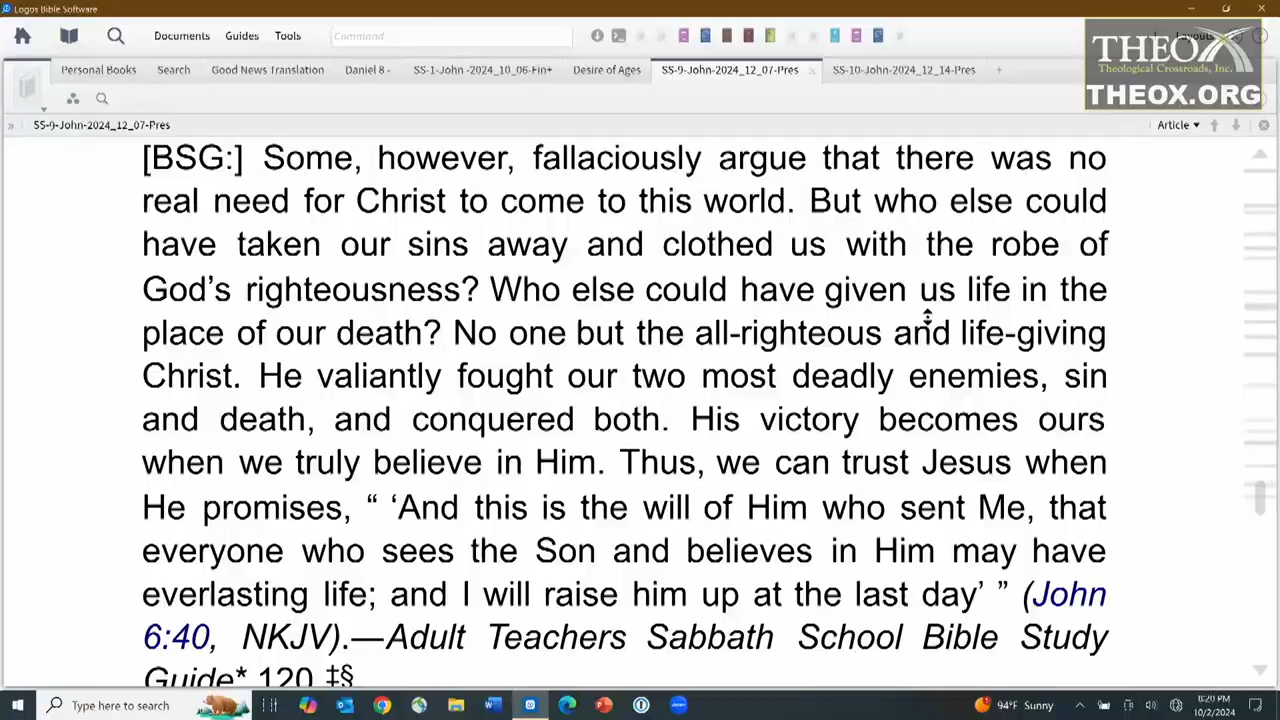 Logos Bible Software
Documents Guides Tools Command Layouts
THEOX
Theological Crossroads, Inc.
THEOX.ORG
Personal Books Search Good News Translation Daniel 8- Desire of Ages SS-9-John-2024_12_07-Pres SS-10-John-2024_12_14-Pres +
» SS-9-John-2024_12_07-Pres Article
[BSG:] Some, however, fallaciously argue that there was no
real need for Christ to come to this world. But who else could
have taken our sins away and clothed us with the robe of
God’s righteousness? Who else could have given us life in the
place of our death? No one but the all-righteous and life-giving
Christ. He valiantly fought our two most deadly enemies, sin
and death, and conquered both. His victory becomes ours
when we truly believe in Him. Thus, we can trust Jesus when
He promises, “ ‘And this is the will of Him who sent Me, that
everyone who sees the Son and believes in Him may have
everlasting life; and I will raise him up at the last day’ ” (John
6:40, NKJV).—Adult Teachers Sabbath School Bible Study
Guide* 120.‡§
Type here to search
94°F Sunny
8:20 PM
10/2/2024